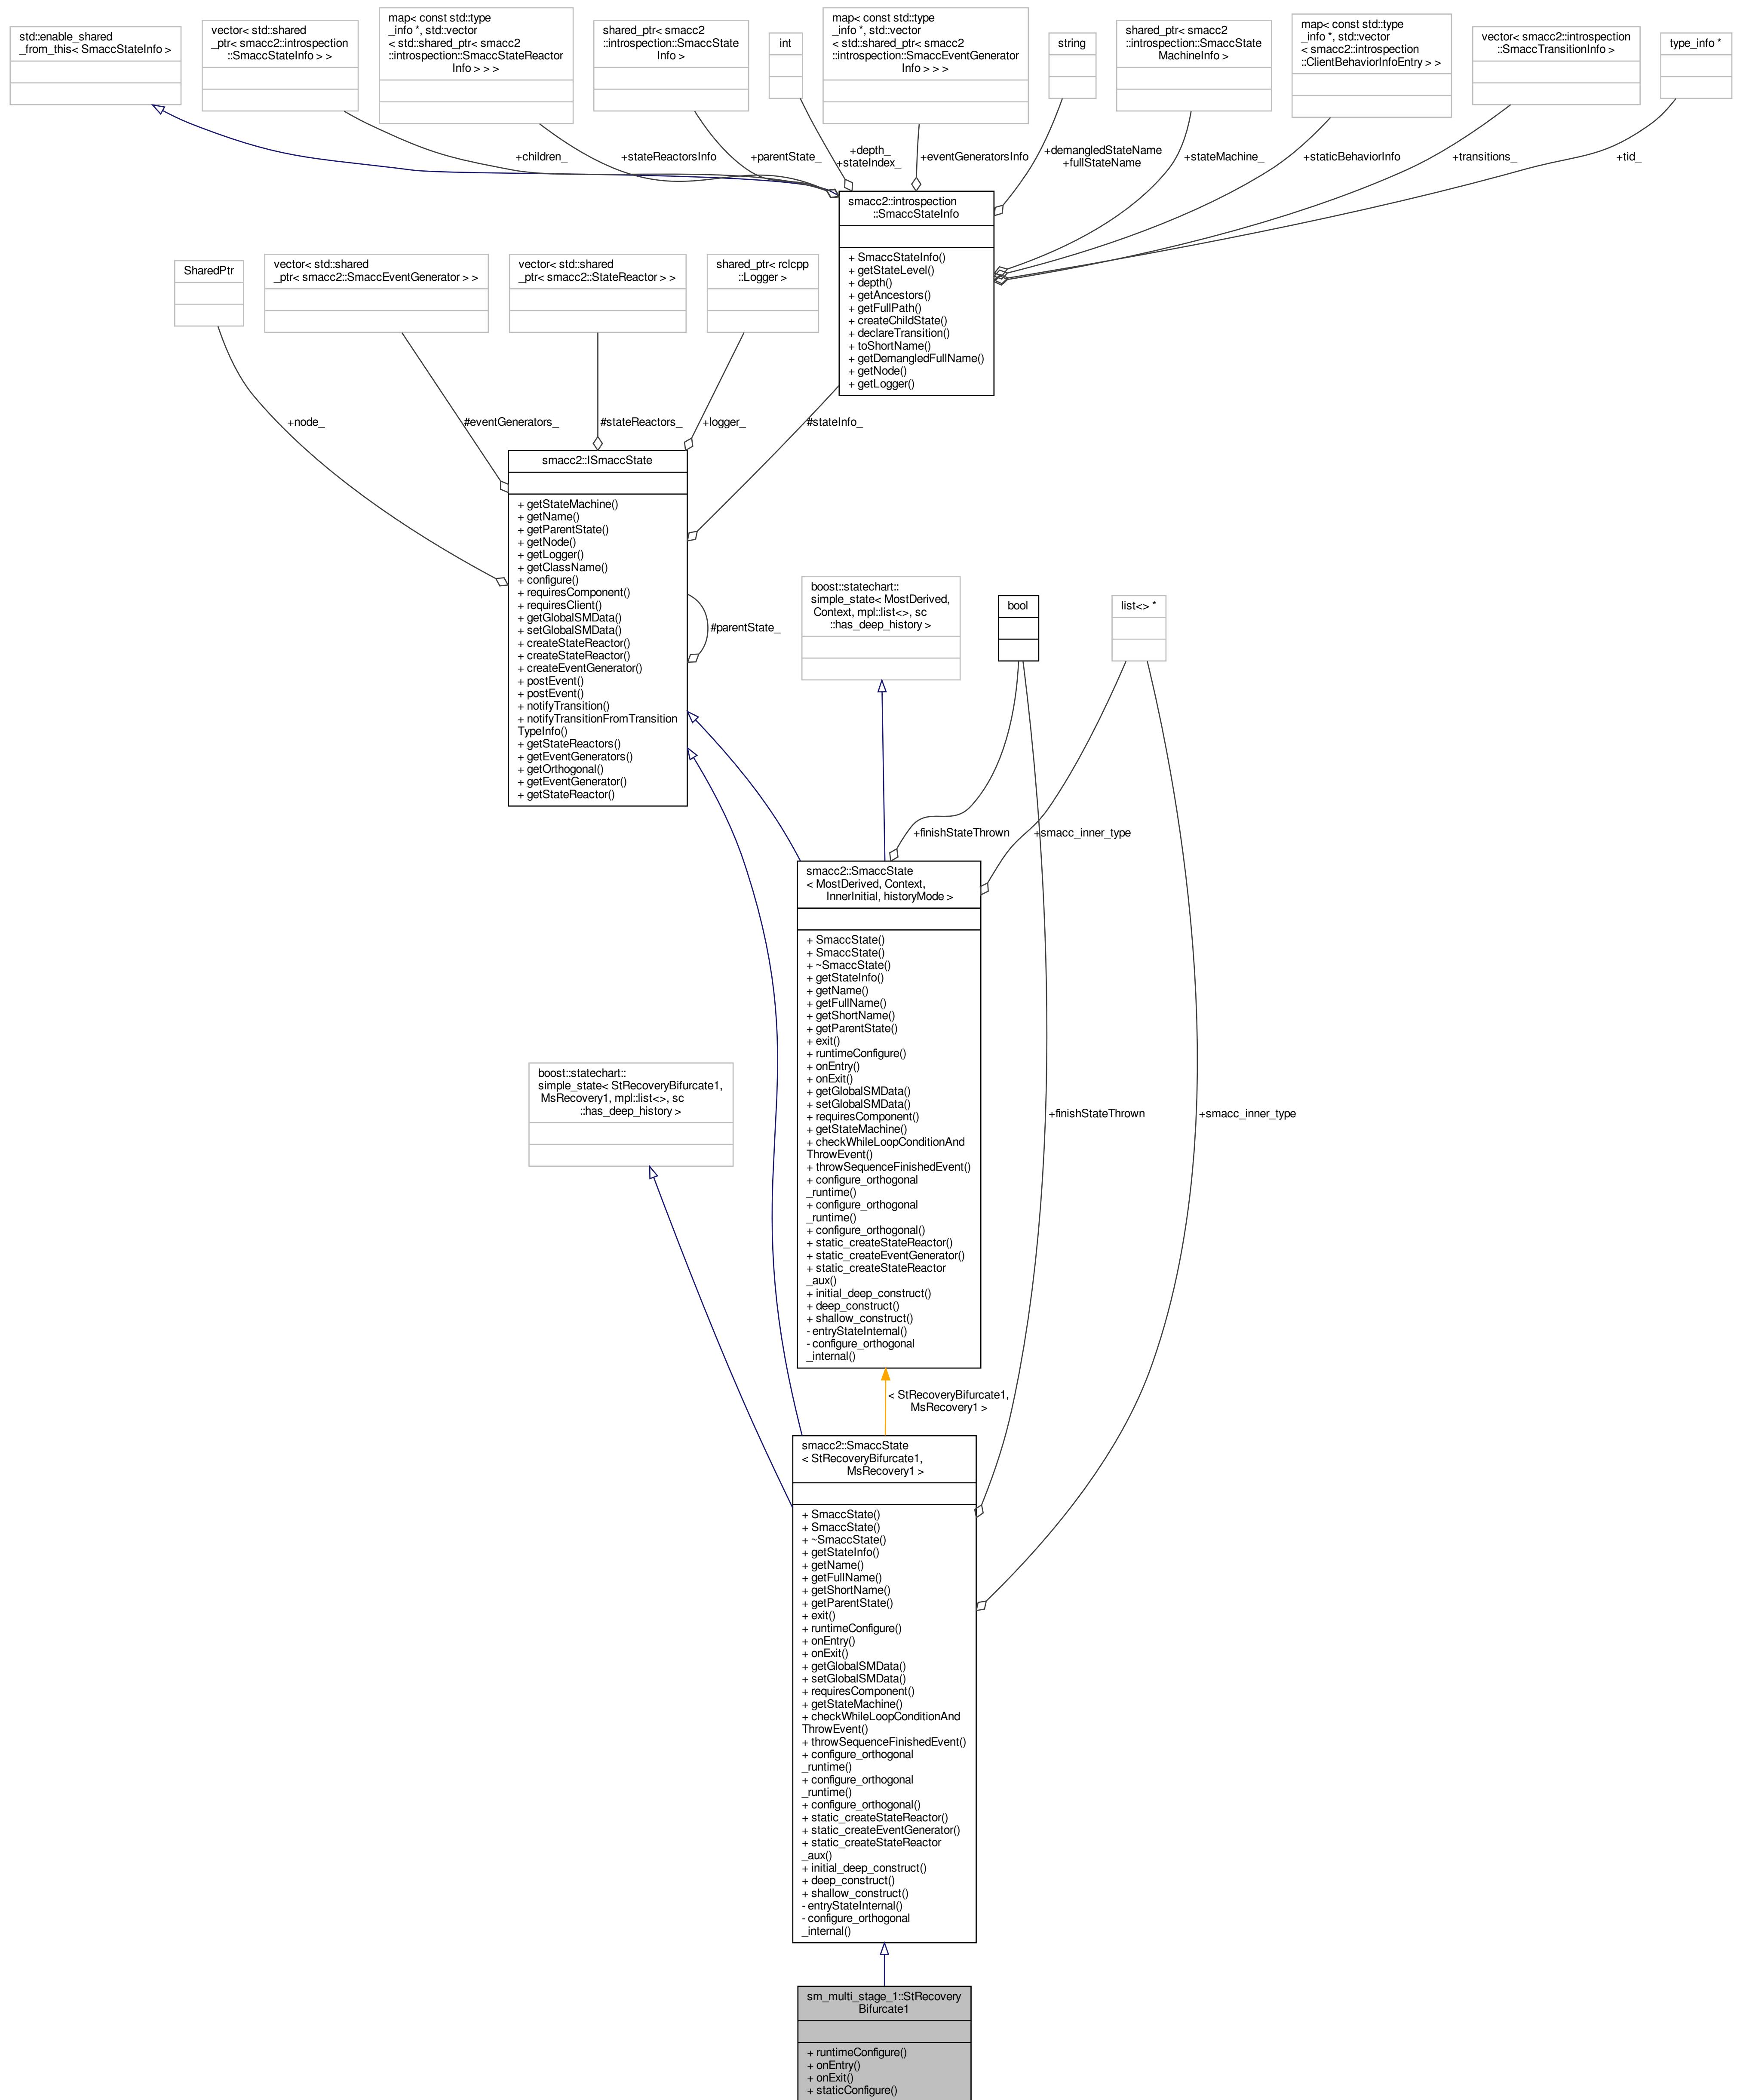 std::enable_shared
_from_this< SmaccStateInfo >
vector< std::shared
_ptr< smacc2::introspection
::SmaccStateInfo > >
map< const std::type
_info *, std::vector
< std::shared_ptr< smacc2
::introspection::SmaccStateReactor
Info > > >
shared_ptr< smacc2
::introspection::SmaccState
Info >
int
map< const std::type
_info *, std::vector
< std::shared_ptr< smacc2
::introspection::SmaccEventGenerator
Info > > >
string
shared_ptr< smacc2
::introspection::SmaccState
MachineInfo >
map< const std::type
_info *, std::vector
< smacc2::introspection
::ClientBehaviorInfoEntry > >
vector< smacc2::introspection
::SmaccTransitionInfo >
type_info *
+children_
+stateReactorsInfo
+parentState_
+depth_
+stateIndex_
+eventGeneratorsInfo
+demangledStateName
+fullStateName
+stateMachine_
+staticBehaviorInfo
+transitions_
+tid_
smacc2::introspection
::SmaccStateInfo
+ SmaccStateInfo()
+ getStateLevel()
+ depth()
+ getAncestors()
+ getFullPath()
+ createChildState()
+ declareTransition()
+ toShortName()
+ getDemangledFullName()
+ getNode()
+ getLogger()
SharedPtr
vector< std::shared
_ptr< smacc2::SmaccEventGenerator > >
vector< std::shared
_ptr< smacc2::StateReactor > >
shared_ptr< rclcpp
::Logger >
+node_
#eventGenerators_
#stateReactors_
+logger_
#stateInfo_
smacc2::ISmaccState
+ getStateMachine()
+ getName()
+ getParentState()
+ getNode()
+ getLogger()
+ getClassName()
+ configure()
+ requiresComponent()
+ requiresClient()
+ getGlobalSMData()
+ setGlobalSMData()
+ createStateReactor()
+ createStateReactor()
+ createEventGenerator()
+ postEvent()
+ postEvent()
+ notifyTransition()
+ notifyTransitionFromTransition
TypeInfo()
+ getStateReactors()
+ getEventGenerators()
+ getOrthogonal()
+ getEventGenerator()
+ getStateReactor()
#parentState_
boost::statechart::
simple_state< MostDerived,
Context, mpl::list<>, sc
::has_deep_history >
bool
list<> *
+finishStateThrown
+smacc_inner_type
smacc2::SmaccState
< MostDerived, Context,
InnerInitial, historyMode >
+ SmaccState()
+ SmaccState()
+ ~SmaccState()
+ getStateInfo()
+ getName()
+ getFullName()
+ getShortName()
+ getParentState()
+ exit()
+ runtimeConfigure()
+ onEntry()
+ onExit()
+ getGlobalSMData()
+ setGlobalSMData()
+ requiresComponent()
+ getStateMachine()
+ checkWhileLoopConditionAnd
ThrowEvent()
+ throwSequenceFinishedEvent()
+ configure_orthogonal
_runtime()
+ configure_orthogonal
_runtime()
+ configure_orthogonal()
+ static_createStateReactor()
+ static_createEventGenerator()
+ static_createStateReactor
_aux()
+ initial_deep_construct()
+ deep_construct()
+ shallow_construct()
- entryStateInternal()
- configure_orthogonal
_internal()
boost::statechart::
simple_state< StRecoveryBifurcate1,
MsRecovery1, mpl::list<>, sc
::has_deep_history >
+finishStateThrown
+smacc_inner_type
< StRecoveryBifurcate1,
MsRecovery1 >
smacc2::SmaccState
< StRecoveryBifurcate1,
MsRecovery1 >
+ SmaccState()
+ SmaccState()
+ ~SmaccState()
+ getStateInfo()
+ getName()
+ getFullName()
+ getShortName()
+ getParentState()
+ exit()
+ runtimeConfigure()
+ onEntry()
+ onExit()
+ getGlobalSMData()
+ setGlobalSMData()
+ requiresComponent()
+ getStateMachine()
+ checkWhileLoopConditionAnd
ThrowEvent()
+ throwSequenceFinishedEvent()
+ configure_orthogonal
_runtime()
+ configure_orthogonal
_runtime()
+ configure_orthogonal()
+ static_createStateReactor()
+ static_createEventGenerator()
+ static_createStateReactor
_aux()
+ initial_deep_construct()
+ deep_construct()
+ shallow_construct()
- entryStateInternal()
- configure_orthogonal
_internal()
sm_multi_stage_1::StRecovery
Bifurcate1
+ runtimeConfigure()
+ onEntry()
+ onExit()
+ staticConfigure()